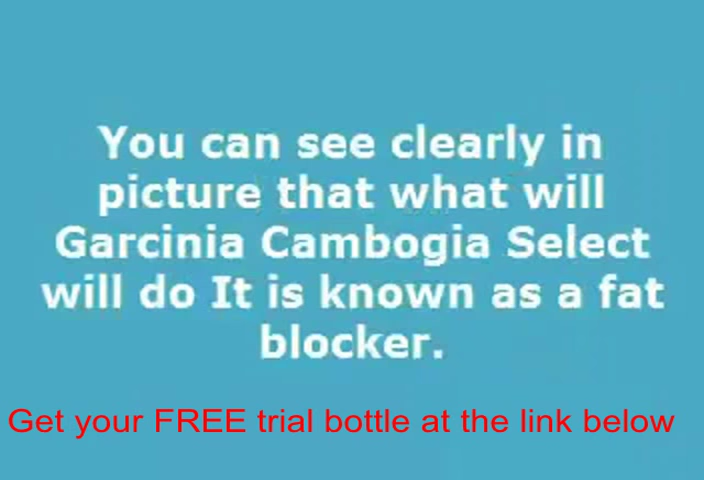 You can see clearly in
picture that what will
Garcinia Cambogia Select
will do It is known as a fat
blocker.
Get your FREE trial bottle at the link below